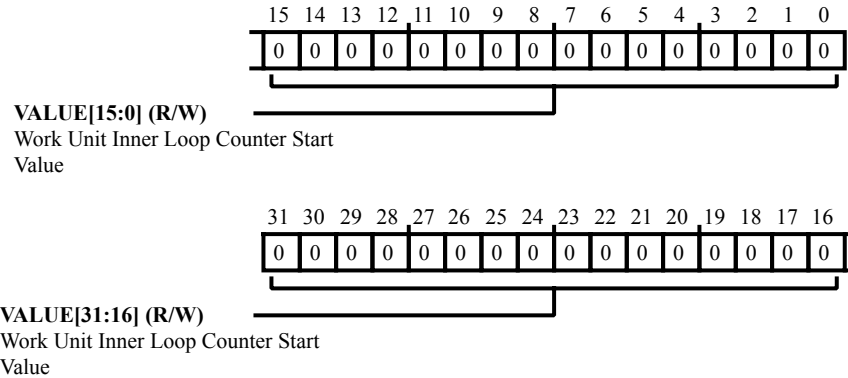 15 14 13 12 11 10 9 8 7 6 5 4 3 2 1 0
0 0 0 0 0 0 0 0 0 0 0 0 0 0 0 0
VALUE[15:0] (R/W)
Work Unit Inner Loop Counter Start
Value
31 30 29 28 27 26 25 24 23 22 21 20 19 18 17 16
0 0 0 0 0 0 0 0 0 0 0 0 0 0 0 0
VALUE[31:16] (R/W)
Work Unit Inner Loop Counter Start
Value